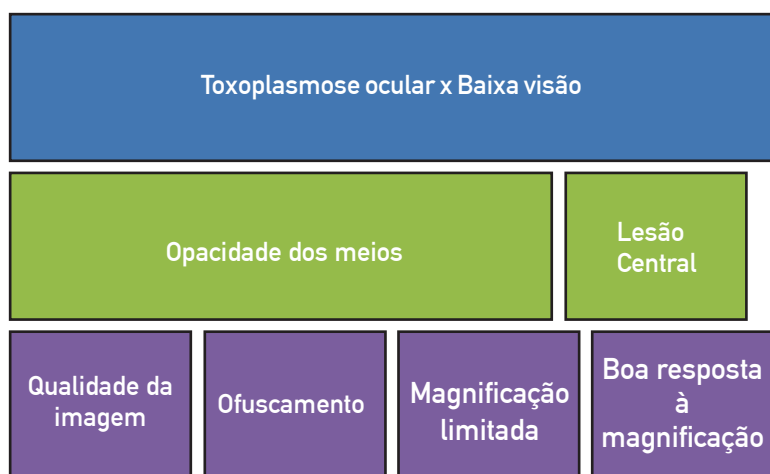 Toxoplasmose ocular x Baixa visão
Opacidade dos meios
Lesão
Central
Qualidade da
imagem
Ofuscamento
Magnificação
limitada
Boa resposta
à
magnificação